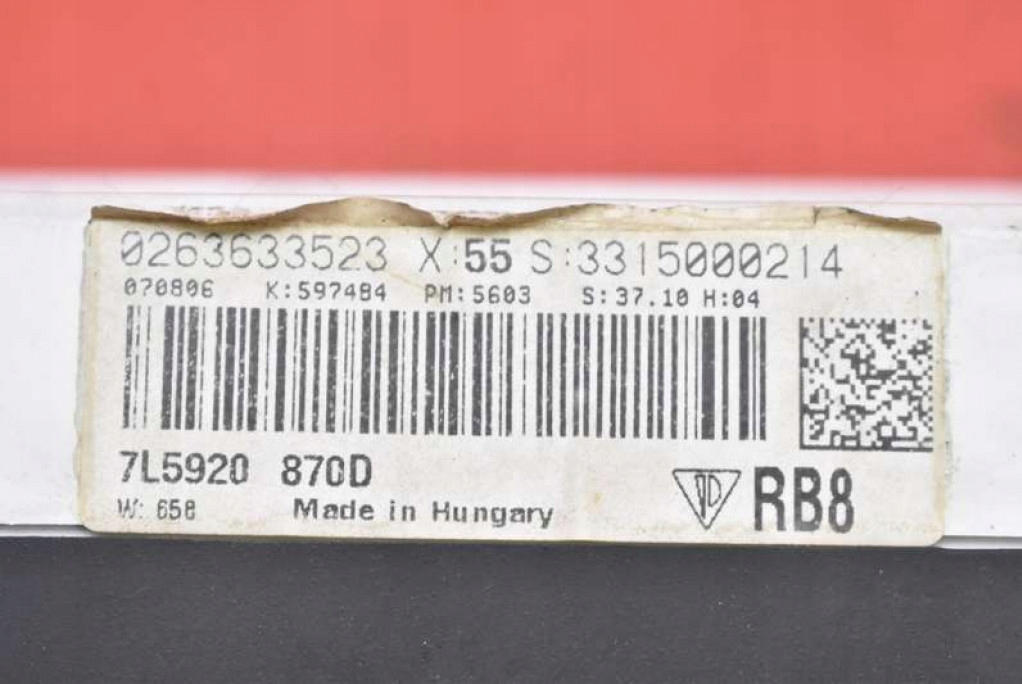 0263633523 X:55 S:3315000214
070806 K:597484 PM:5603 S:37.10 H:04
7L5920 870D
RB8
W: 658 Made in Hungary